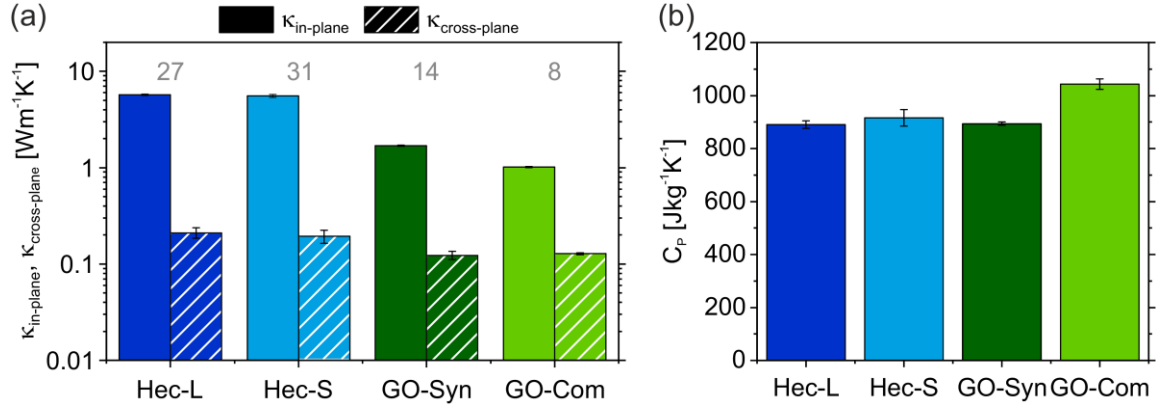 (a)
κin-plane
κcross-plane
κin-plane, κcross-plane [Wm⁻¹K⁻¹]
10
1
0.1
0.01
27
31
14
8
Hec-L
Hec-S
GO-Syn
GO-Com
(b)
CP [Jkg⁻¹K⁻¹]
1200
1000
800
600
400
200
0
Hec-L
Hec-S
GO-Syn
GO-Com